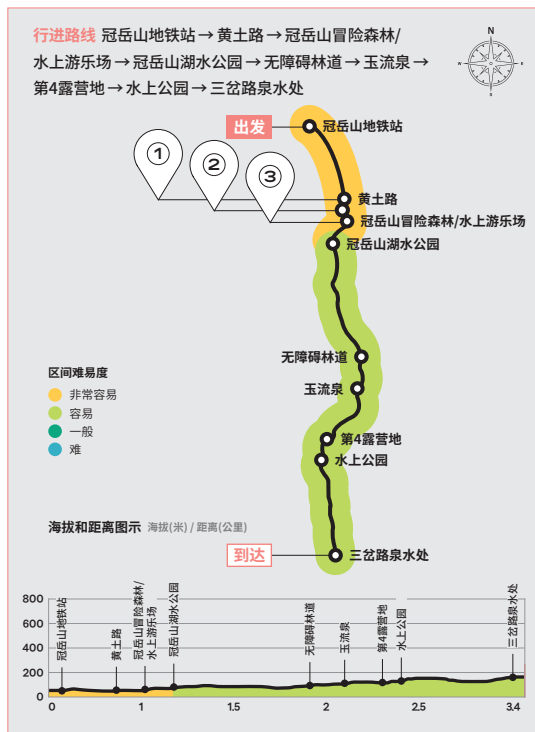 行进路线 冠岳山地铁站 → 黄土路 → 冠岳山冒险森林/
水上游乐场 → 冠岳山湖水公园 → 无障碍林道 → 玉流泉 →
第4露营地 → 水上公园 → 三岔路泉水处
N
W
E
S
出发
冠岳山地铁站
①
②
③
黄土路
冠岳山冒险森林/水上游乐场
冠岳山湖水公园
无障碍林道
玉流泉
第4露营地
水上公园
到达
三岔路泉水处
区间难易度
非常容易
容易
一般
难
海拔和距离图示 海拔(米) / 距离(公里)
800
600
400
200
0
冠岳山地铁站
黄土路
冠岳山冒险森林/
水上游乐场
冠岳山湖水公园
无障碍林道
玉流泉
第4露营地
水上公园
三岔路泉水处
0 1 1.5 2 2.5 3.4